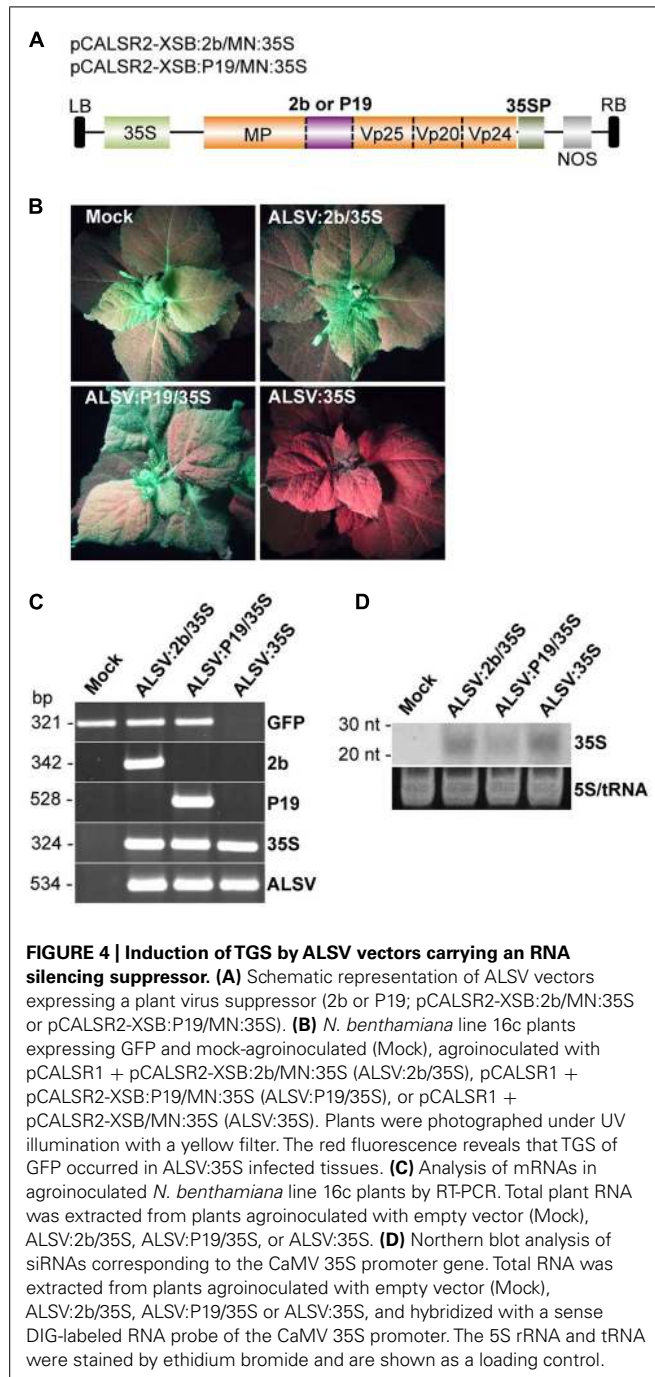 A
pCALSR2-XSB:2b/MN:35S
pCALSR2-XSB:P19/MN:35S
LB
2b or P19
35SP
RB
35S
MP
Vp25
Vp20
Vp24
NOS
B
Mock
ALSV:2b/35S
ALSV:P19/35S
ALSV:35S
C
Mock
ALSV:2b/35S
ALSV:P19/35S
ALSV:35S
bp
321 - GFP
342 - 2b
528 - P19
324 - 35S
534 - ALSV
D
Mock
ALSV:2b/35S
ALSV:P19/35S
ALSV:35S
30 nt -
20 nt -
35S
5S/tRNA
FIGURE 4 | Induction of TGS by ALSV vectors carrying an RNA
silencing suppressor. (A) Schematic representation of ALSV vectors
expressing a plant virus suppressor (2b or P19; pCALSR2-XSB:2b/MN:35S
or pCALSR2-XSB:P19/MN:35S). (B) N. benthamiana line 16c plants
expressing GFP and mock-agroinoculated (Mock), agroinoculated with
pCALSR1 + pCALSR2-XSB:2b/MN:35S (ALSV:2b/35S), pCALSR1 +
pCALSR2-XSB:P19/MN:35S (ALSV:P19/35S), or pCALSR1 +
pCALSR2-XSB/MN:35S (ALSV:35S). Plants were photographed under UV
illumination with a yellow filter. The red fluorescence reveals that TGS of
GFP occurred in ALSV:35S infected tissues. (C) Analysis of mRNAs in
agroinoculated N. benthamiana line 16c plants by RT-PCR. Total plant RNA
was extracted from plants agroinoculated with empty vector (Mock),
ALSV:2b/35S, ALSV:P19/35S, or ALSV:35S. (D) Northern blot analysis of
siRNAs corresponding to the CaMV 35S promoter gene. Total RNA was
extracted from plants agroinoculated with empty vector (Mock),
ALSV:2b/35S, ALSV:P19/35S or ALSV:35S, and hybridized with a sense
DIG-labeled RNA probe of the CaMV 35S promoter. The 5S rRNA and tRNA
were stained by ethidium bromide and are shown as a loading control.